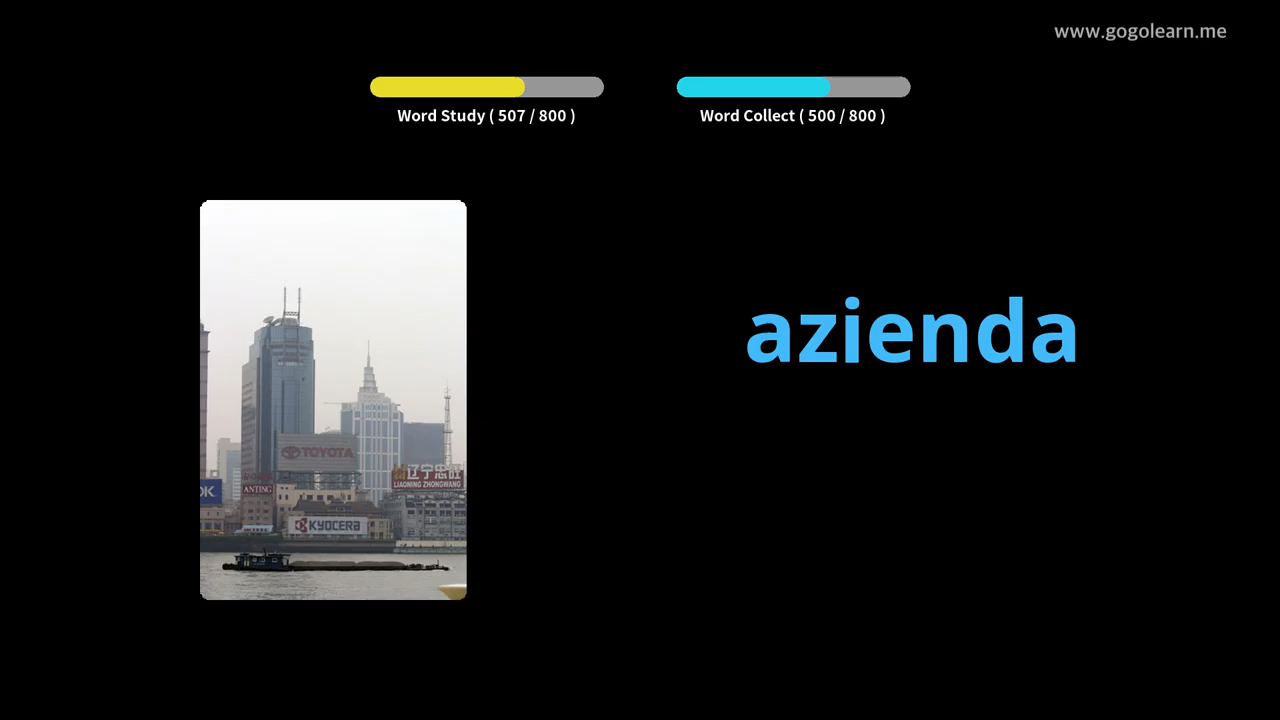 www.gogolearn.me
Word Study ( 507 / 800 )
Word Collect ( 500 / 800 )
azienda
TOYOTA
辽宁忠旺
LIAONING ZHONGWANG
OK
ANTING
KYOCERA